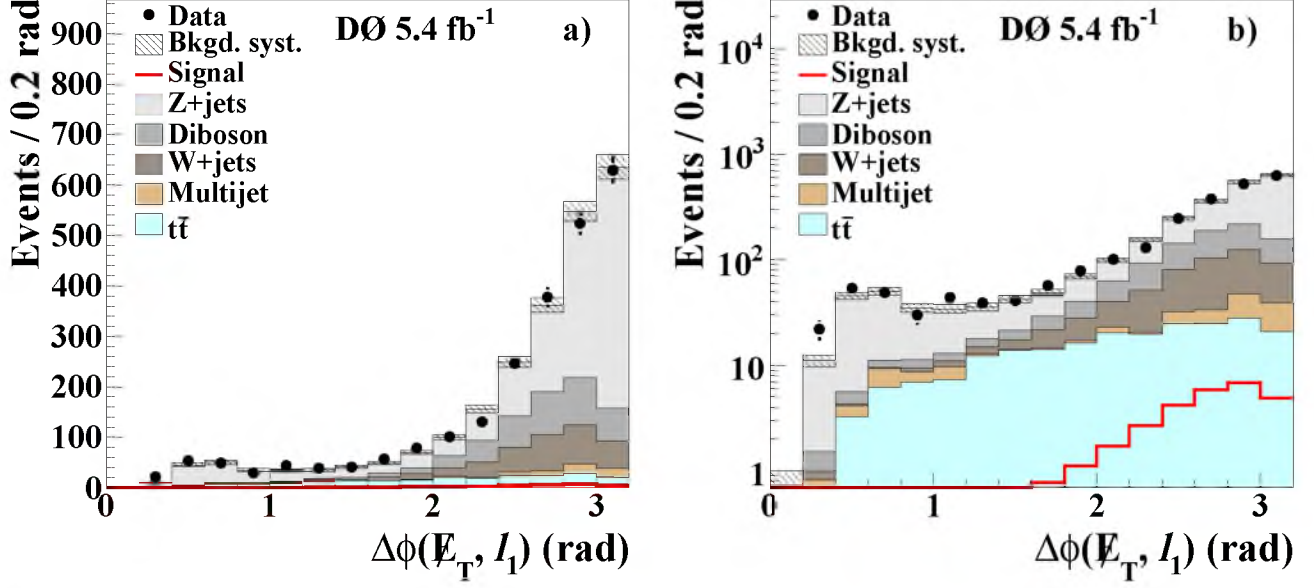 Events / 0.2 rad
900
800
700
600
500
400
300
200
100
0
0 1 2 3
Δϕ(E̸_T, l₁) (rad)
Data
Bkgd. syst.
Signal
Z+jets
Diboson
W+jets
Multijet
tt̄
DØ 5.4 fb⁻¹
a)
Events / 0.2 rad
10⁴
10³
10²
10
1
0 1 2 3
Δϕ(E̸_T, l₁) (rad)
Data
Bkgd. syst.
Signal
Z+jets
Diboson
W+jets
Multijet
tt̄
DØ 5.4 fb⁻¹
b)